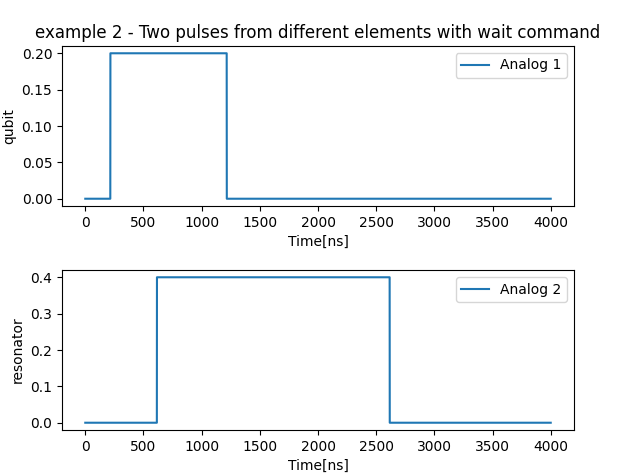 example 2 - Two pulses from different elements with wait command
0.20
0.15
0.10
0.05
0.00
qubit
Analog 1
0 500 1000 1500 2000 2500 3000 3500 4000
Time[ns]
0.4
0.3
0.2
0.1
0.0
resonator
Analog 2
0 500 1000 1500 2000 2500 3000 3500 4000
Time[ns]